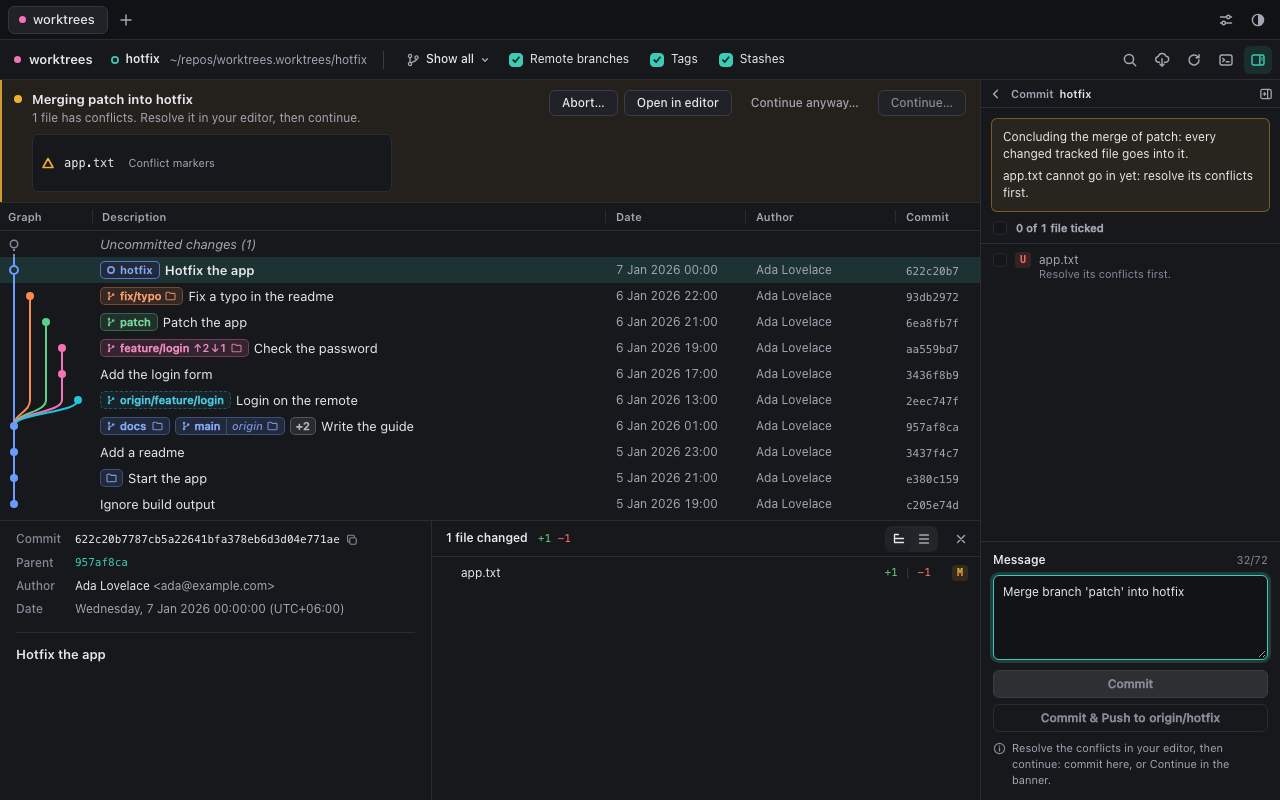 worktrees
worktrees hotfix ~/repos/worktrees.worktrees/hotfix Show all Remote branches Tags Stashes
Merging patch into hotfix
1 file has conflicts. Resolve it in your editor, then continue.
Abort... Open in editor Continue anyway... Continue...
app.txt Conflict markers
Graph Description Date Author Commit
Uncommitted changes (1)
hotfix Hotfix the app 7 Jan 2026 00:00 Ada Lovelace 622c20b7
fix/typo Fix a typo in the readme 6 Jan 2026 22:00 Ada Lovelace 93db2972
patch Patch the app 6 Jan 2026 21:00 Ada Lovelace 6ea8fb7f
feature/login ↑2↓1 Check the password 6 Jan 2026 19:00 Ada Lovelace aa559bd7
Add the login form 6 Jan 2026 17:00 Ada Lovelace 3436f8b9
origin/feature/login Login on the remote 6 Jan 2026 13:00 Ada Lovelace 2eec747f
docs main origin +2 Write the guide 6 Jan 2026 01:00 Ada Lovelace 957af8ca
Add a readme 5 Jan 2026 23:00 Ada Lovelace 3437f4c7
Start the app 5 Jan 2026 21:00 Ada Lovelace e380c159
Ignore build output 5 Jan 2026 19:00 Ada Lovelace c205e74d
Commit 622c20b7787cb5a22641bfa378eb6d3d04e771ae
Parent 957af8ca
Author Ada Lovelace <ada@example.com>
Date Wednesday, 7 Jan 2026 00:00:00 (UTC+06:00)
Hotfix the app
1 file changed +1 −1
app.txt +1 | −1 M
Commit hotfix
Concluding the merge of patch: every
changed tracked file goes into it.
app.txt cannot go in yet: resolve its conflicts
first.
0 of 1 file ticked
U app.txt
Resolve its conflicts first.
Message 32/72
Merge branch 'patch' into hotfix
Commit
Commit & Push to origin/hotfix
Resolve the conflicts in your editor, then
continue: commit here, or Continue in the
banner.